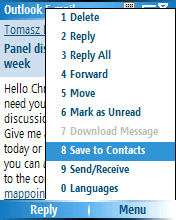 Outlook E-mail
Tomasz
Panel dis
week
Hello Chr
need you
discussio
Give me a
today or
you can a
to the co
mappoin
1 Delete
2 Reply
3 Reply All
4 Forward
5 Move
6 Mark as Unread
7 Download Message
8 Save to Contacts
9 Send/Receive
0 Languages
Reply Menu